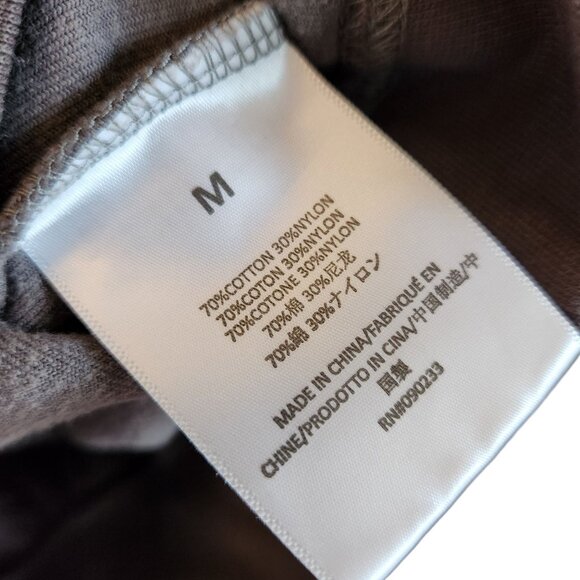 M
70%COTTON 30%NYLON
70%COTON 30%NYLON
70%COTONE 30%NYLON
70%棉 30%尼龙
70%綿 30%ナイロン
MADE IN CHINA/FABRIQUÉ EN
CHINE/PRODOTTO IN CINA/中国制造/中
国製
RN#090233